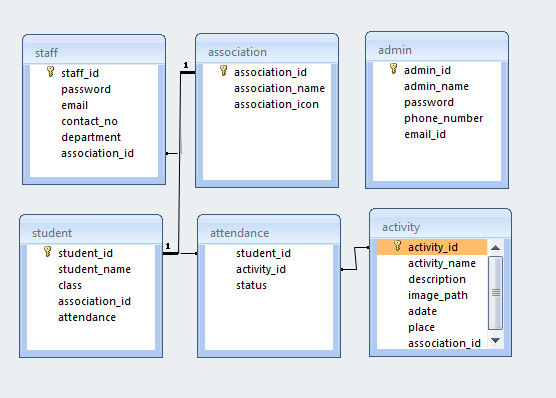 staff
staff_id
password
email
contact_no
department
association_id
association
association_id
association_name
association_icon
admin
admin_id
admin_name
password
phone_number
email_id
1
student
student_id
student_name
class
association_id
attendance
1
attendance
student_id
activity_id
status
activity
activity_id
activity_name
description
image_path
adate
place
association_id